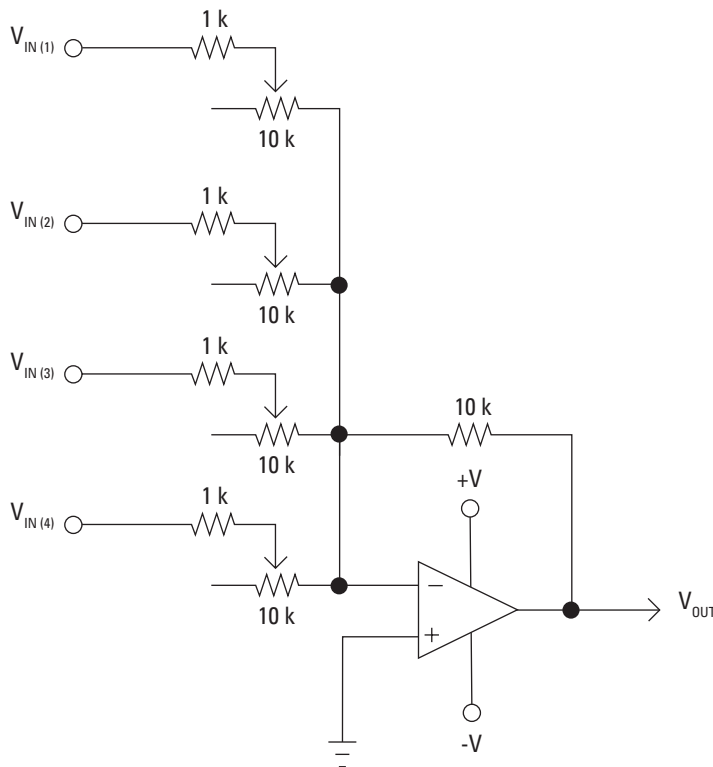 1 k
V IN (1)
10 k
1 k
V IN (2)
10 k
1 k
V IN (3)
10 k
10 k
1 k
+V
V IN (4)
10 k
−
+
V OUT
-V